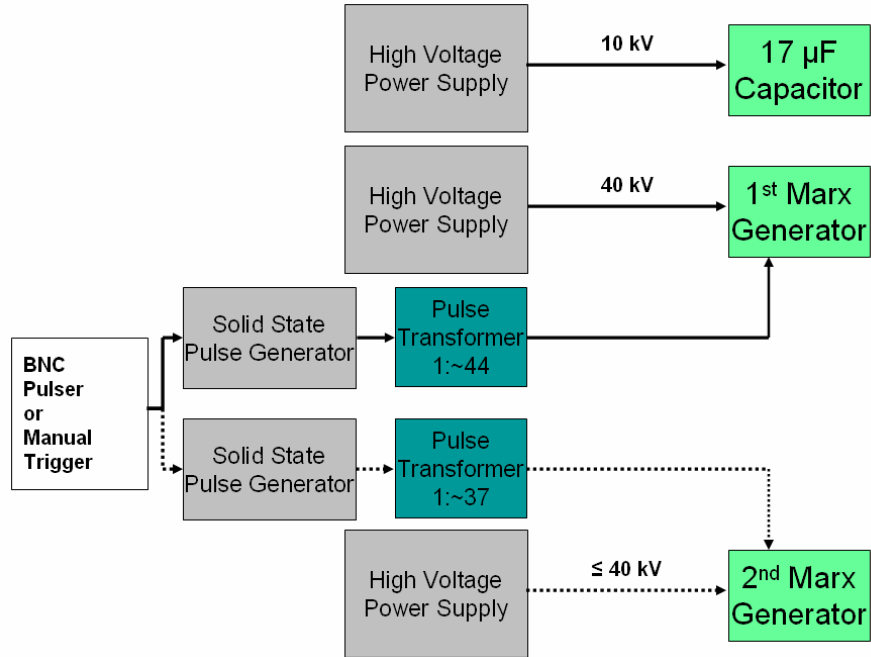 High Voltage
Power Supply
10 kV
17 µF
Capacitor
High Voltage
Power Supply
40 kV
1st Marx
Generator
BNC
Pulser
or
Manual
Trigger
Solid State
Pulse Generator
Pulse
Transformer
1:~44
Solid State
Pulse Generator
Pulse
Transformer
1:~37
High Voltage
Power Supply
≤ 40 kV
2nd Marx
Generator